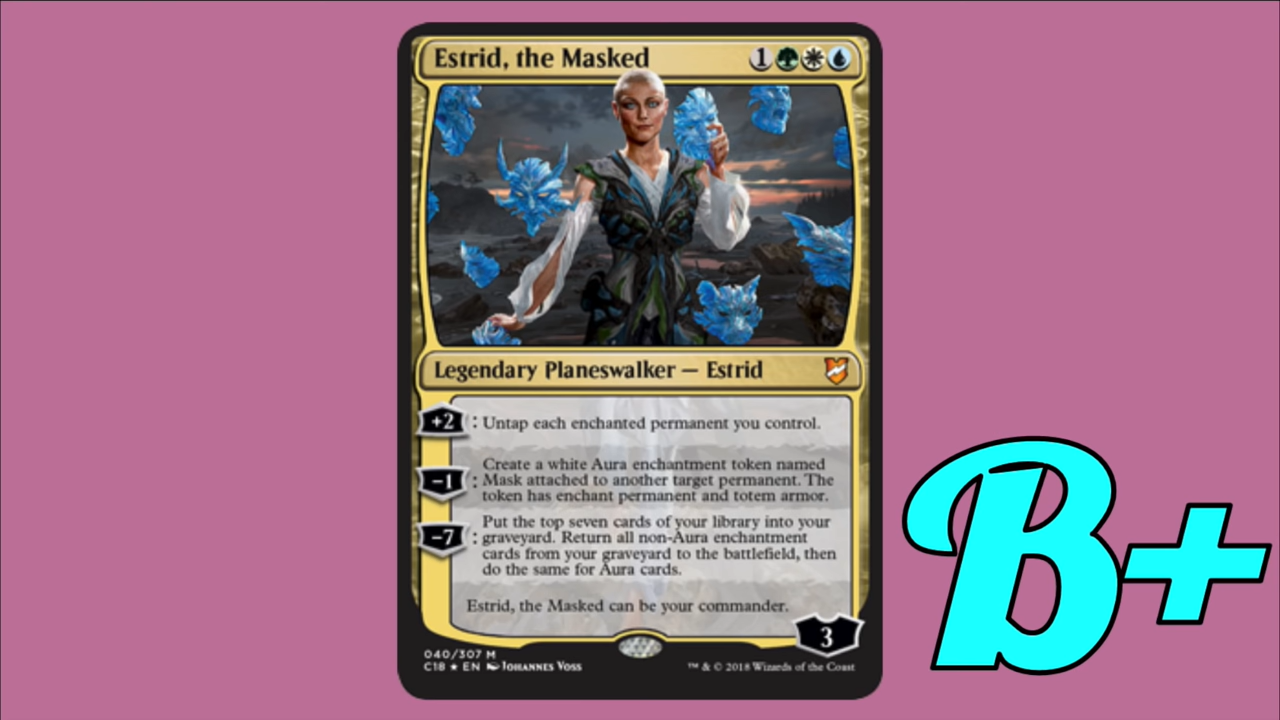 Estrid, the Masked 1
Legendary Planeswalker — Estrid
+2 : Untap each enchanted permanent you control.
Create a white Aura enchantment token named
-1 : Mask attached to another target permanent. The
token has enchant permanent and totem armor.
Put the top seven cards of your library into your
-7 : graveyard. Return all non-Aura enchantment
cards from your graveyard to the battlefield, then
do the same for Aura cards.
Estrid, the Masked can be your commander.
3
040/307 M
C18 ★ EN Johannes Voss
™ & © 2018 Wizards of the Coast
B+